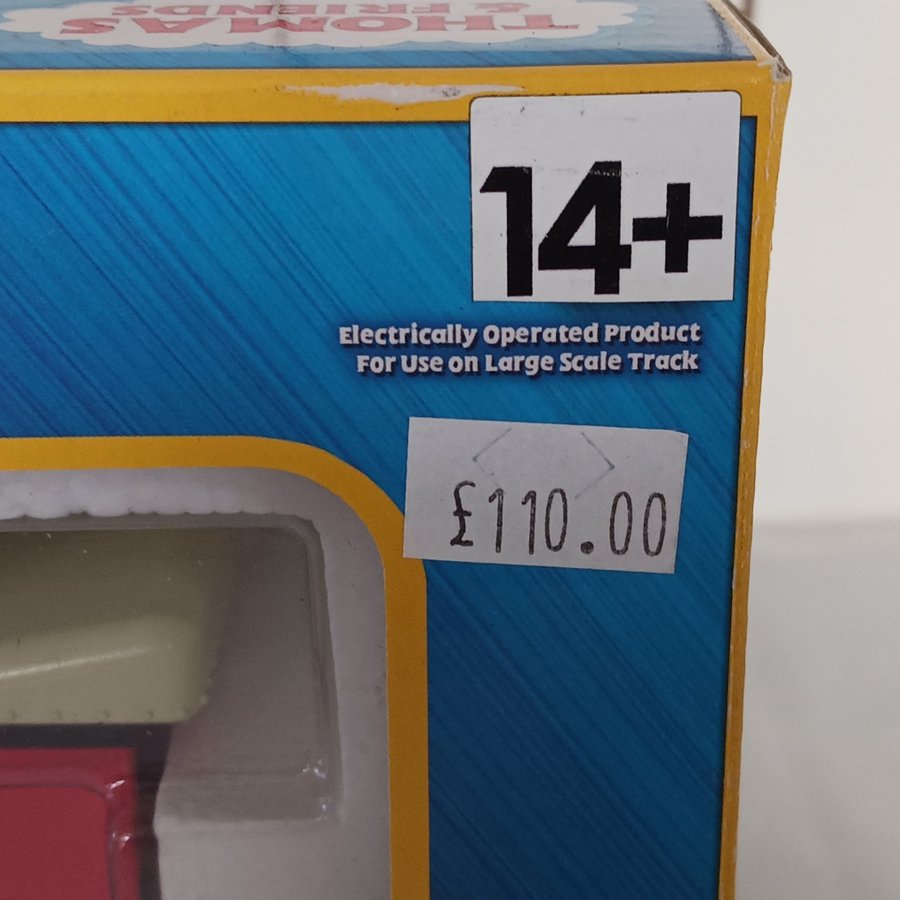 THOMAS
& FRIENDS
14+
Electrically Operated Product
For Use on Large Scale Track
£110.00